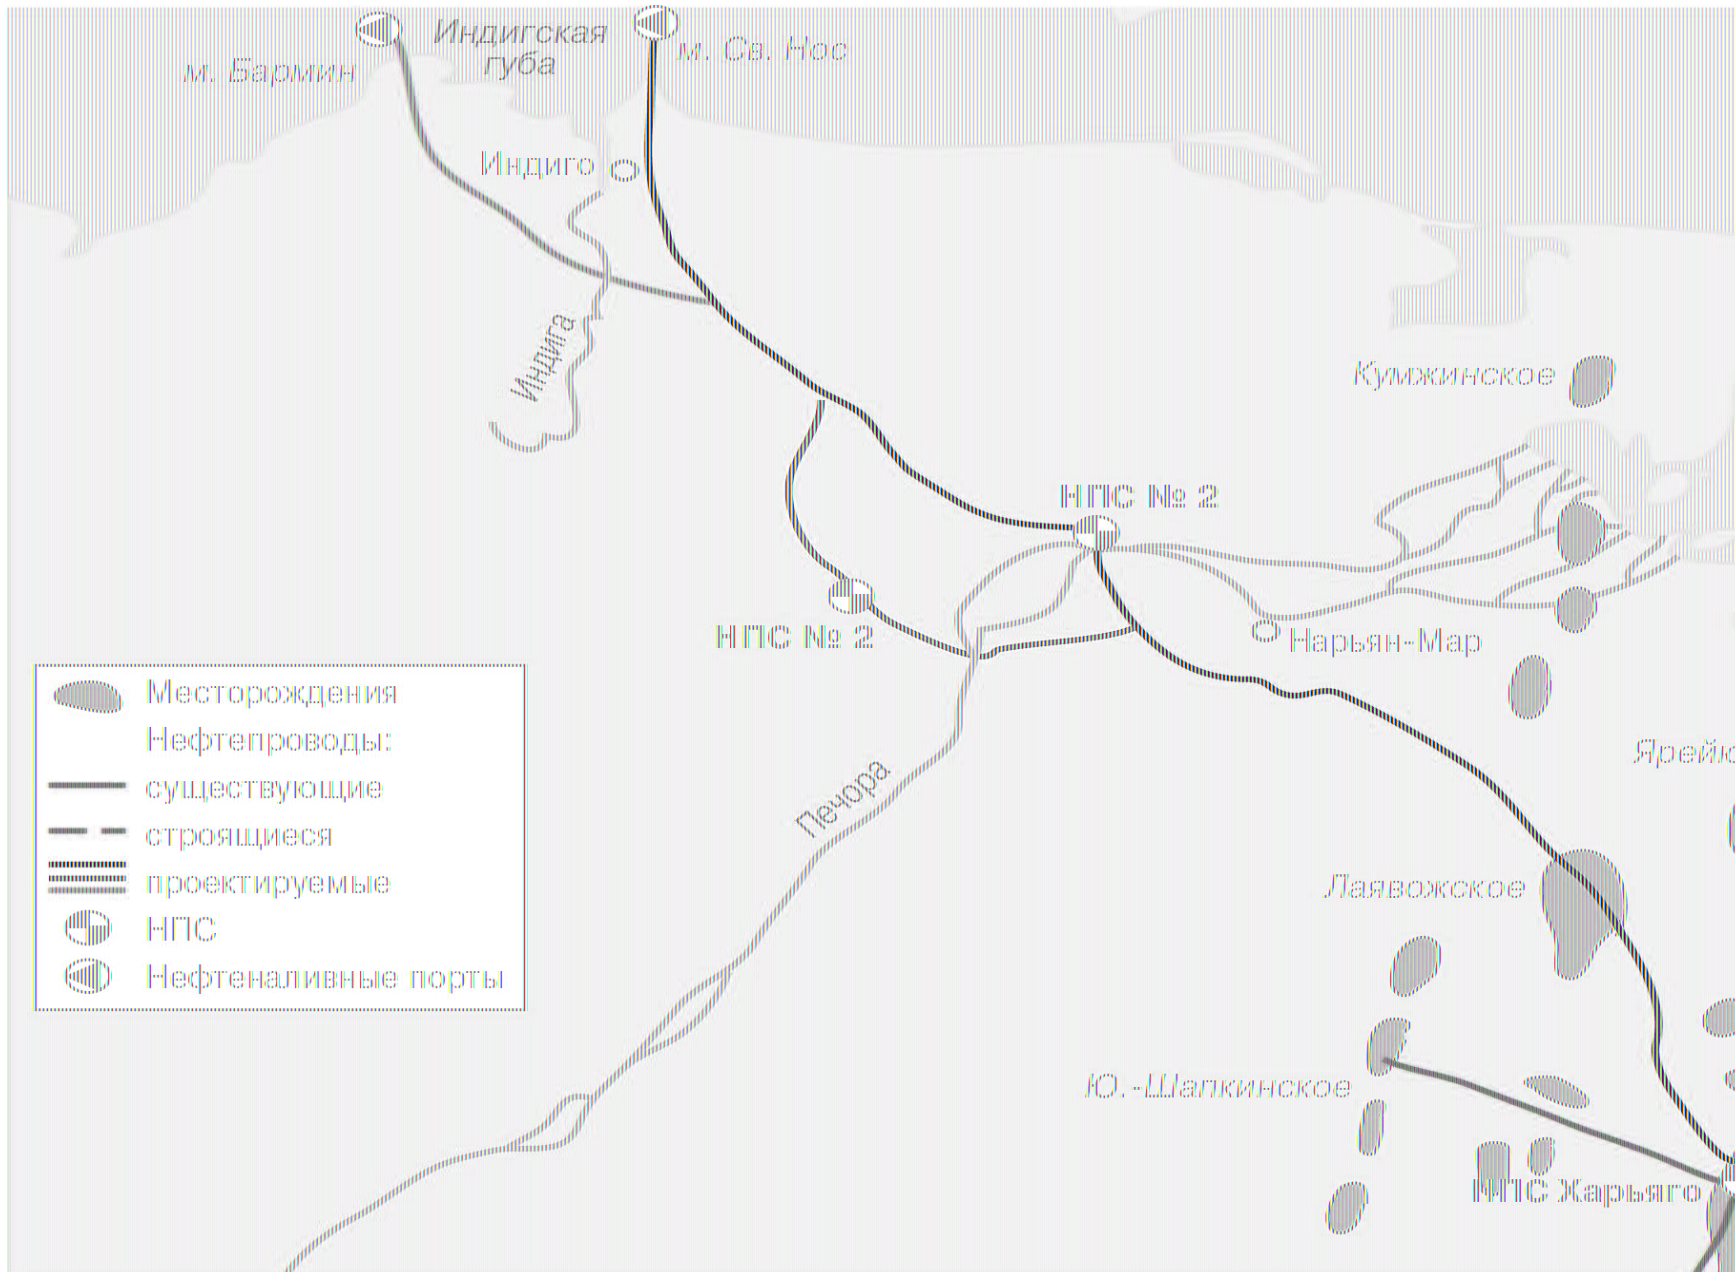 Индигская
губа
м. Св. Нос
м. Бармин
Индиго
Индига
Кумжинское
НПС № 2
НПС № 2
Нарьян-Мар
Месторождения
Нефтепроводы:
существующие
строящиеся
проектируемые
НПС
Нефтеналивные порты
Печора
Ярейю
Лаявожское
Ю.-Шапкинское
НПС Харьяго